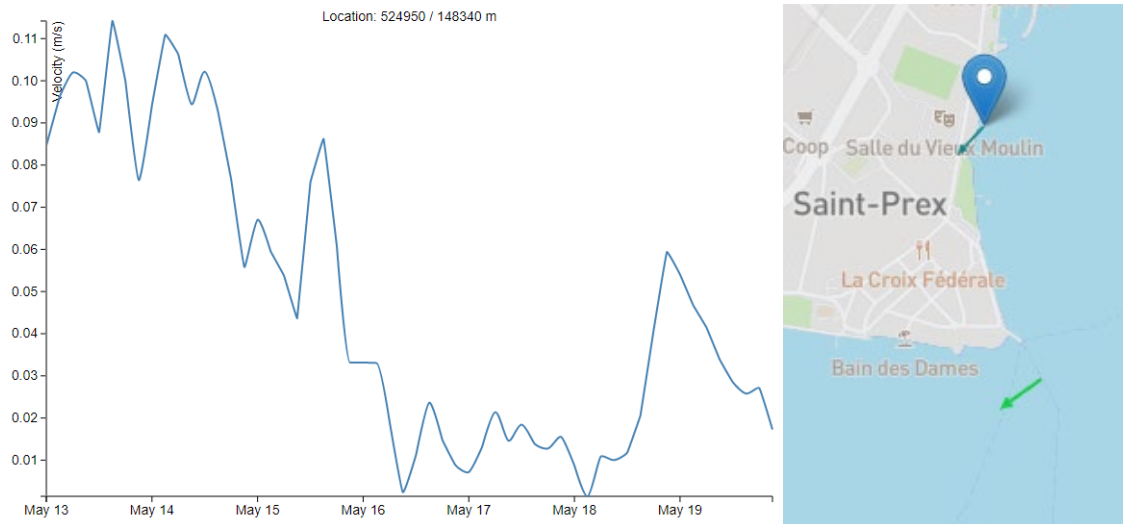 Location: 524950 / 148340 m
Velocity (m/s)
0.11
0.10
0.09
0.08
0.07
0.06
0.05
0.04
0.03
0.02
0.01
May 13 May 14 May 15 May 16 May 17 May 18 May 19
Coop
Salle du Vieux Moulin
Saint-Prex
La Croix Fédérale
Bain des Dames